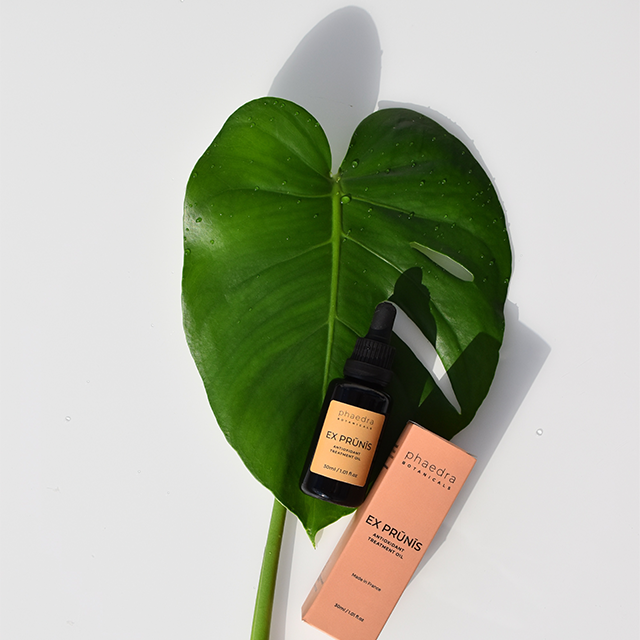 phaedra
BOTANICALS
EX PRŪNĪS
ANTIOXIDANT
TREATMENT OIL
30ml / 1.01 fl.oz
phaedra
BOTANICALS
EX PRŪNĪS
ANTIOXIDANT
TREATMENT OIL
Made in France
30ml / 1.01 fl.oz